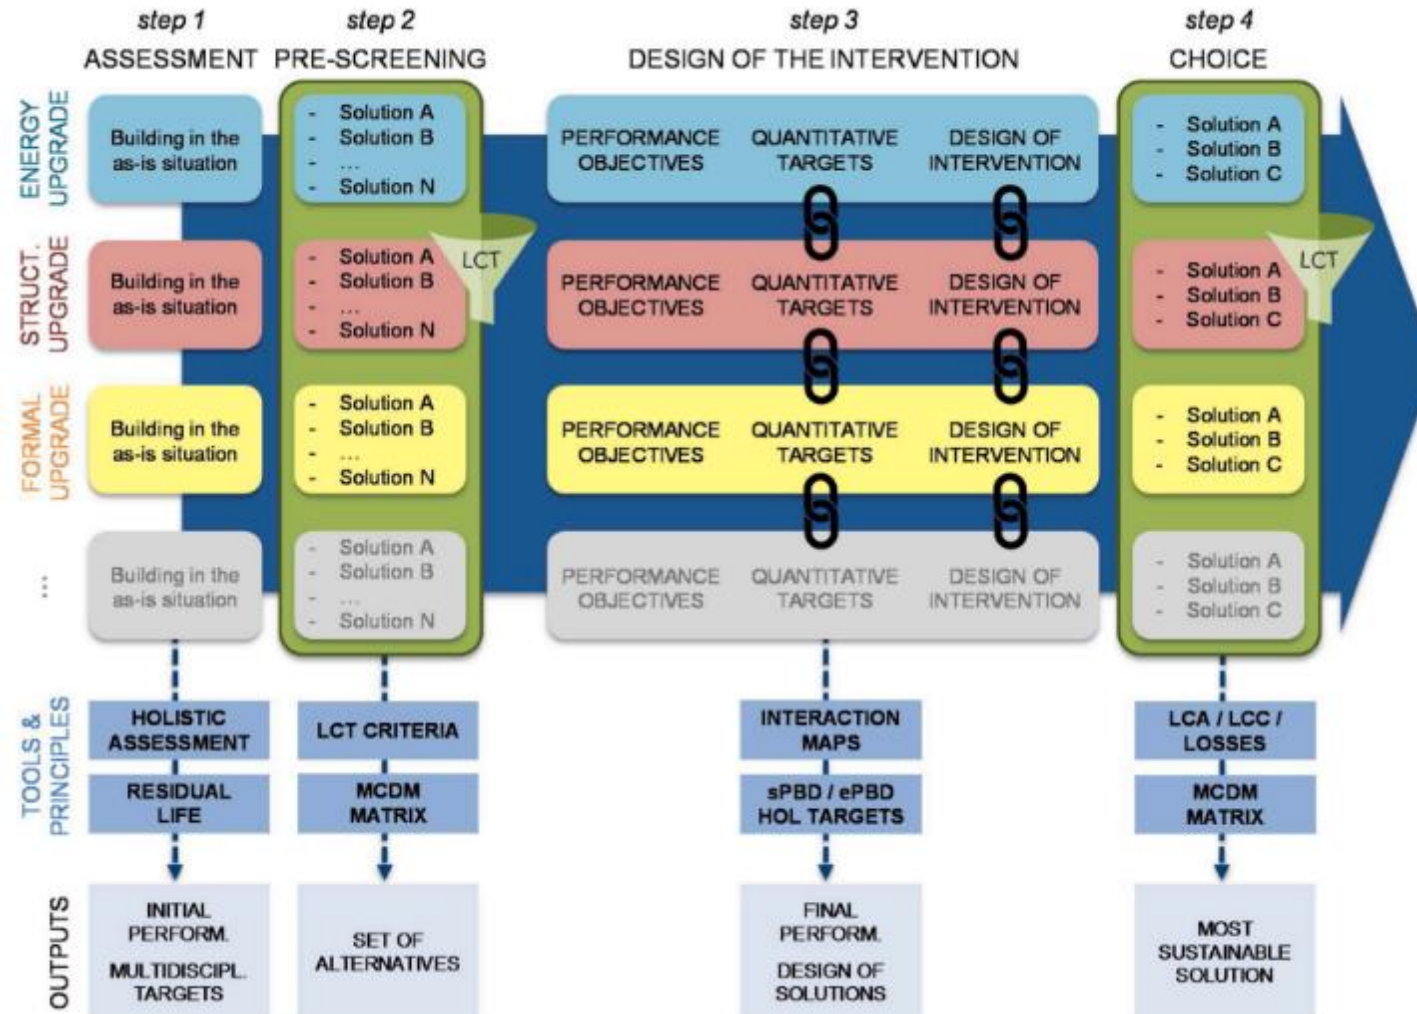 step 1
ASSESSMENT
step 2
PRE-SCREENING
step 3
DESIGN OF THE INTERVENTION
step 4
CHOICE
ENERGY
UPGRADE
Building in the
as-is situation
- Solution A
- Solution B
- ...
- Solution N
PERFORMANCE
OBJECTIVES
QUANTITATIVE
TARGETS
DESIGN OF
INTERVENTION
- Solution A
- Solution B
- Solution C
STRUCT.
UPGRADE
Building in the
as-is situation
- Solution A
- Solution B
- ...
- Solution N
LCT
PERFORMANCE
OBJECTIVES
QUANTITATIVE
TARGETS
DESIGN OF
INTERVENTION
- Solution A
- Solution B
- Solution C
LCT
FORMAL
UPGRADE
Building in the
as-is situation
- Solution A
- Solution B
- ...
- Solution N
PERFORMANCE
OBJECTIVES
QUANTITATIVE
TARGETS
DESIGN OF
INTERVENTION
- Solution A
- Solution B
- Solution C
...
Building in the
as-is situation
- Solution A
- Solution B
- ...
- Solution N
PERFORMANCE
OBJECTIVES
QUANTITATIVE
TARGETS
DESIGN OF
INTERVENTION
- Solution A
- Solution B
- Solution C
TOOLS &
PRINCIPLES
HOLISTIC
ASSESSMENT
RESIDUAL
LIFE
LCT CRITERIA
MCDM
MATRIX
INTERACTION
MAPS
sPBD / ePBD
HOL TARGETS
LCA / LCC /
LOSSES
MCDM
MATRIX
OUTPUTS
INITIAL
PERFORM.
MULTIDISCIPL.
TARGETS
SET OF
ALTERNATIVES
FINAL
PERFORM.
DESIGN OF
SOLUTIONS
MOST
SUSTAINABLE
SOLUTION